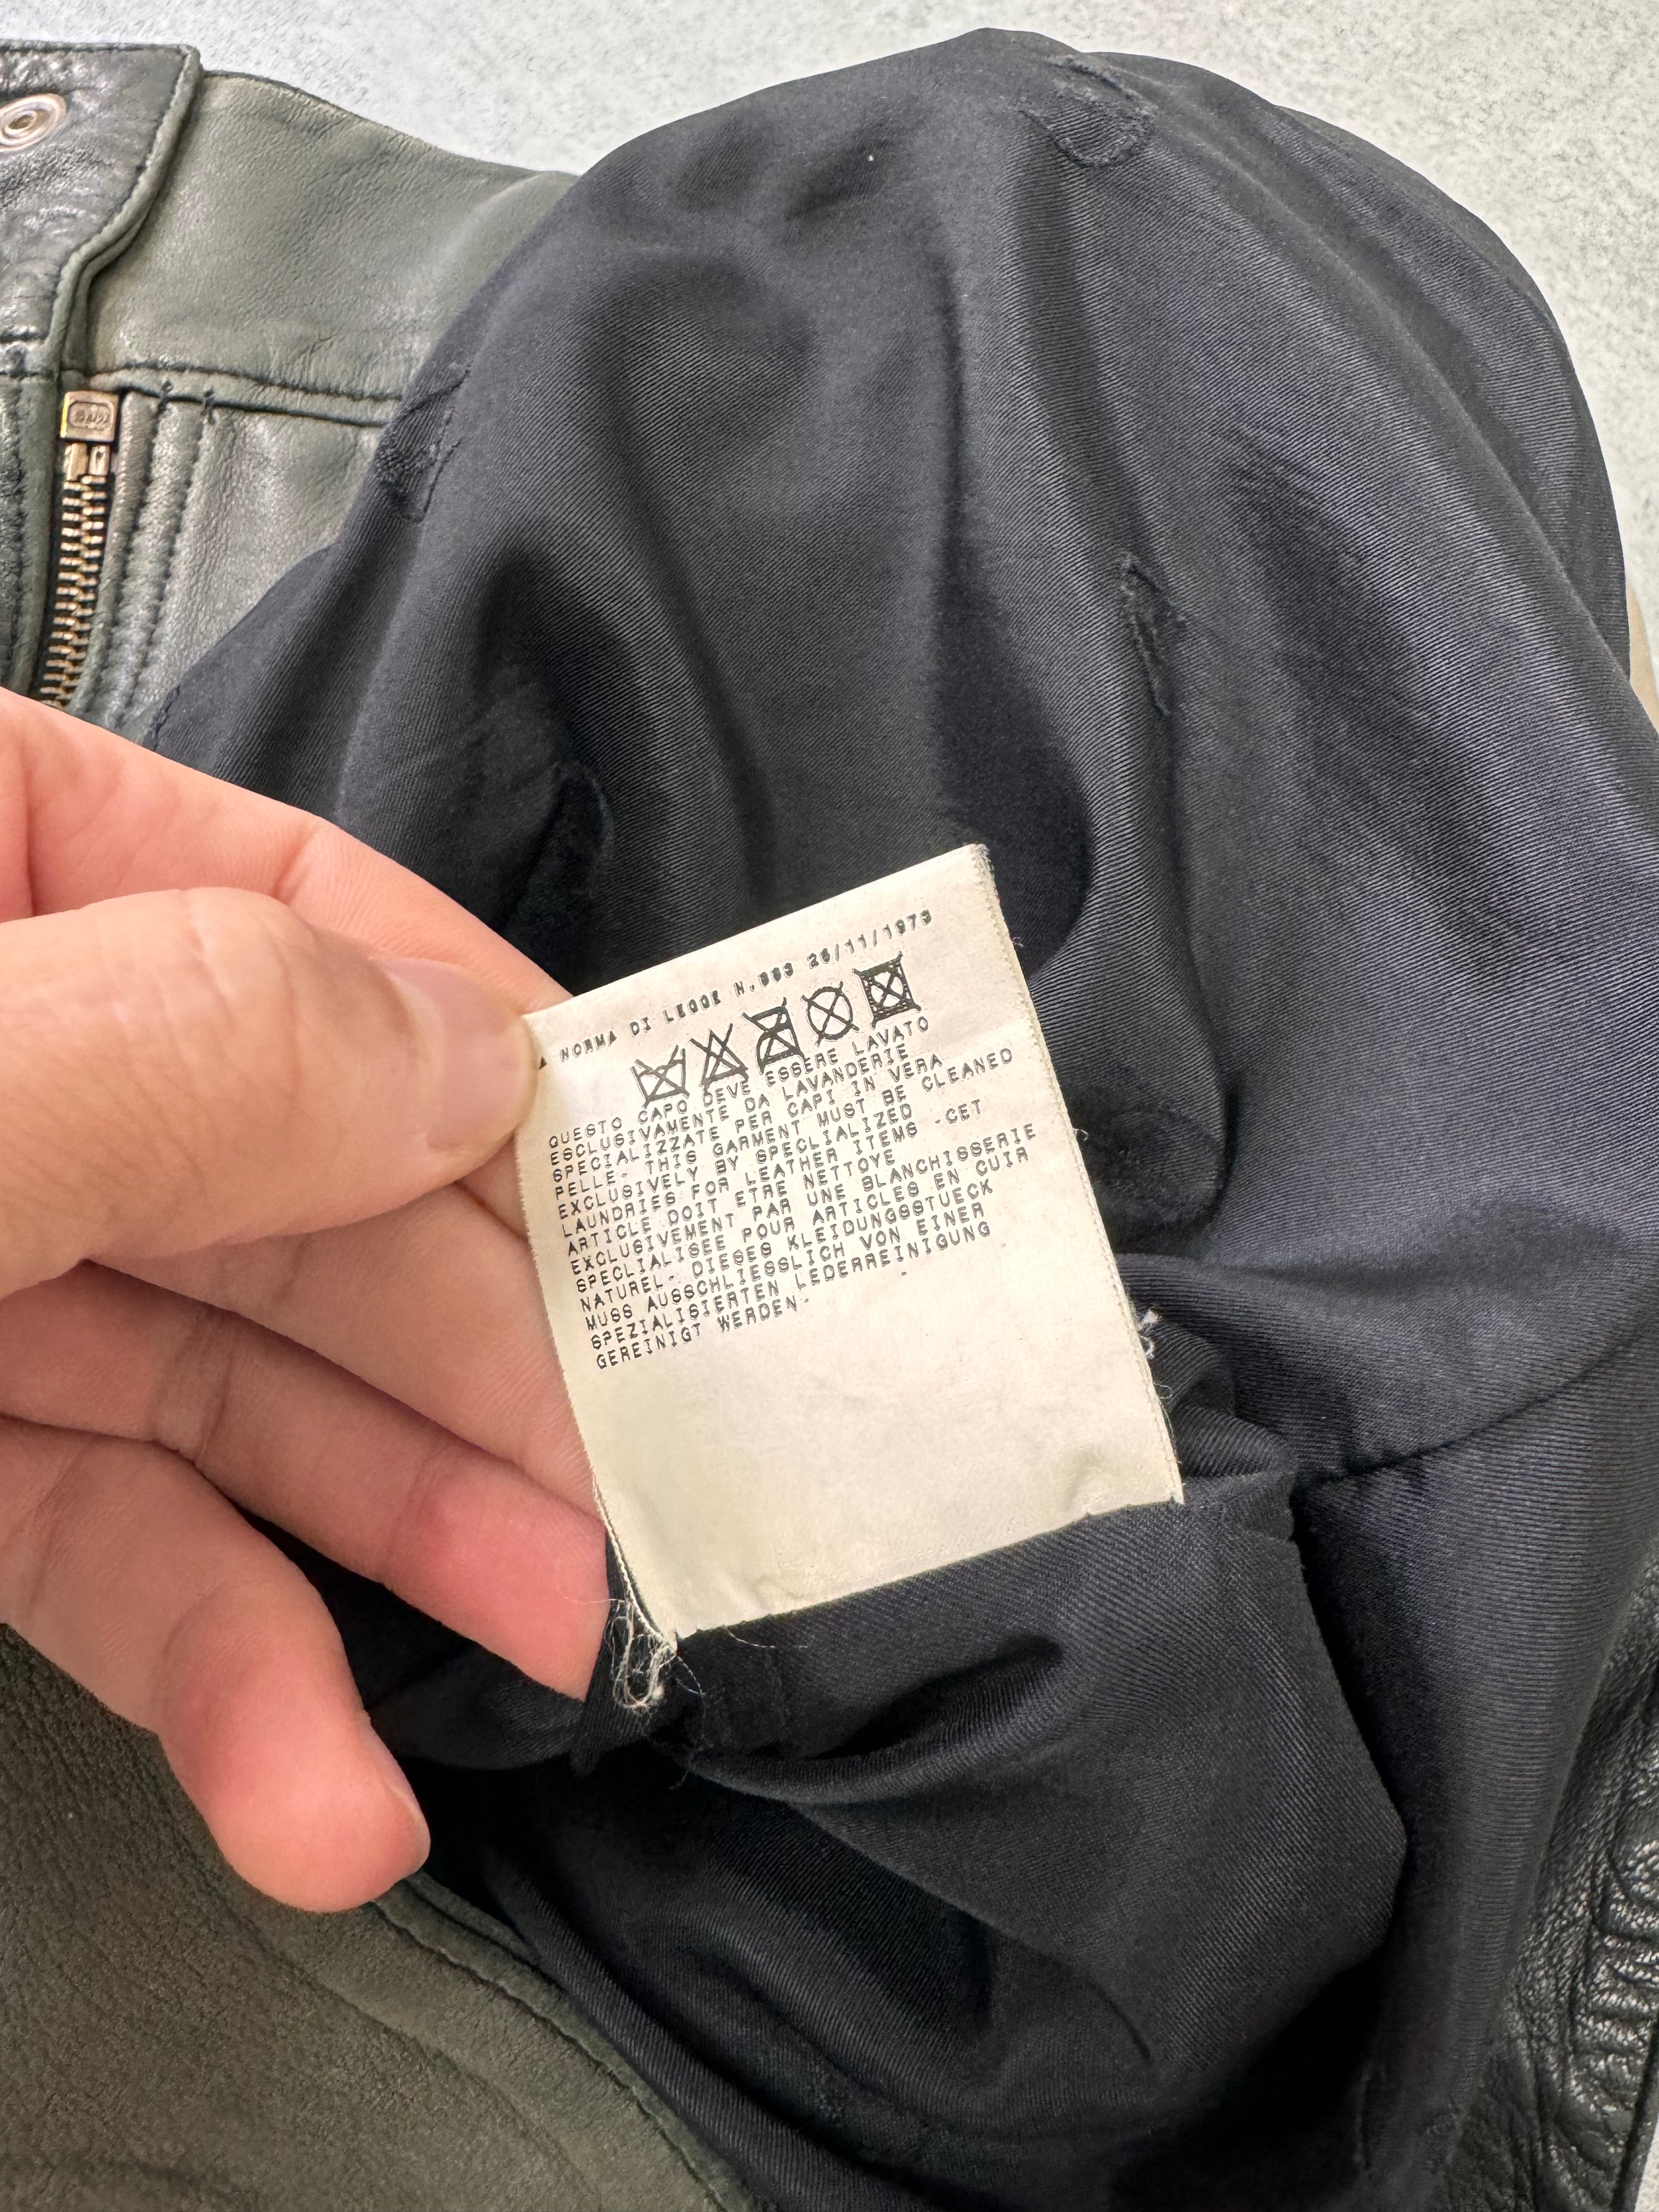 A NORMA DI LEGGE N.883 26/11/1973
QUESTO CAPO DEVE ESSERE LAVATO
ESCLUSIVAMENTE DA LAVANDERIE
SPECIALIZZATE PER CAPI IN VERA
PELLE- THIS GARMENT MUST BE CLEANED
EXCLUSIVELY BY SPECLIALIZED
LAUNDRIES FOR LEATHER ITEMS -CET
ARTICLE DOIT ETRE NETTOYE
EXCLUSIVEMENT PAR UNE BLANCHISSERIE
SPECLIALISEE POUR ARTICLES EN CUIR
NATUREL- DIESES KLEIDUNGSSTUECK
MUSS AUSSCHLIESSLICH VON EINER
SPEZIALISIERTEN LEDERREINIGUNG
GEREINIGT WERDEN-